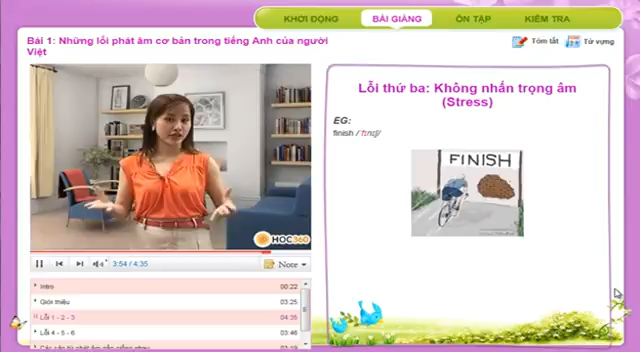 KHỞI ĐỘNG
BÀI GIẢNG
ÔN TẬP
KIỂM TRA
Bài 1: Những lỗi phát âm cơ bản trong tiếng Anh của người
Việt
Tóm tắt
Từ vựng
HOC360
3:54 / 4:35
Note
Intro 00:22
Giới thiệu 03:25
Lỗi 1 - 2 - 3 04:35
Lỗi 4 - 5 - 6 03:46
Lỗi thứ ba: Không nhấn trọng âm
(Stress)
EG:
finish /ˈfɪnɪʃ/
FINISH